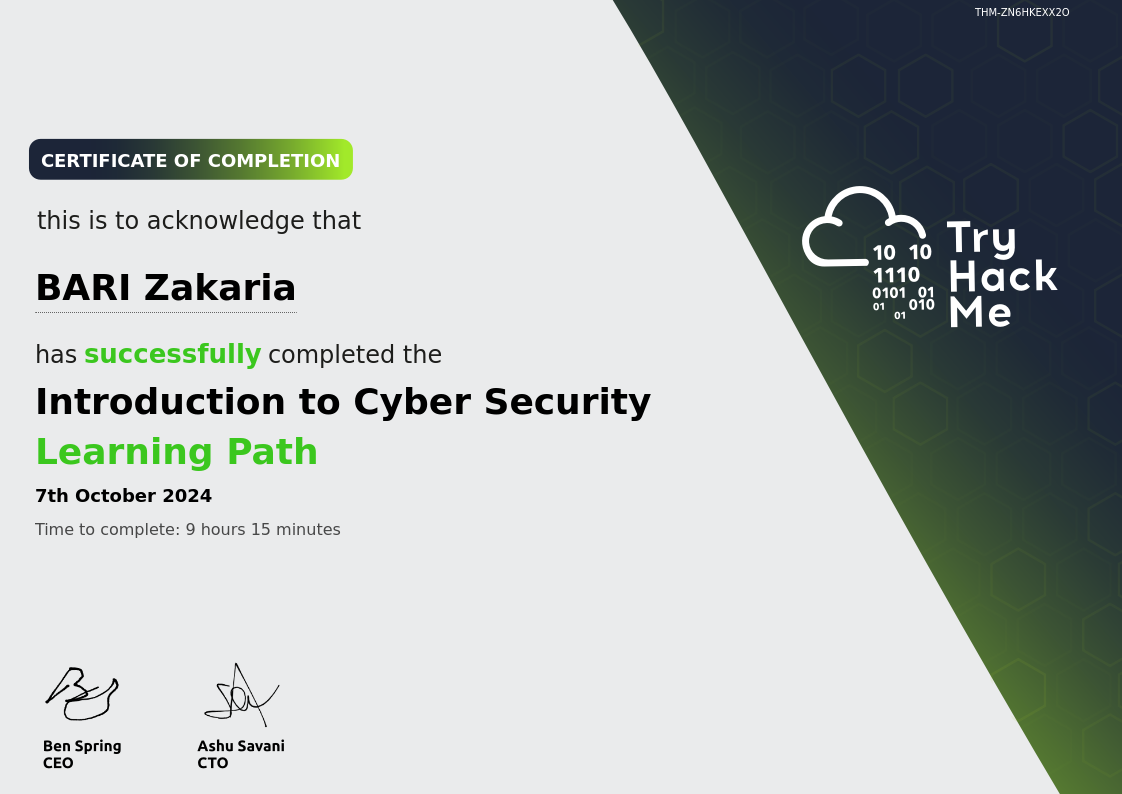 THM-ZN6HKEXX2O
CERTIFICATE OF COMPLETION
this is to acknowledge that
BARI Zakaria
has successfully completed the
Introduction to Cyber Security
Learning Path
7th October 2024
Time to complete: 9 hours 15 minutes
10 10
1110
0101 01
01 010
01
Try
Hack
Me
Ben Spring
CEO
Ashu Savani
CTO